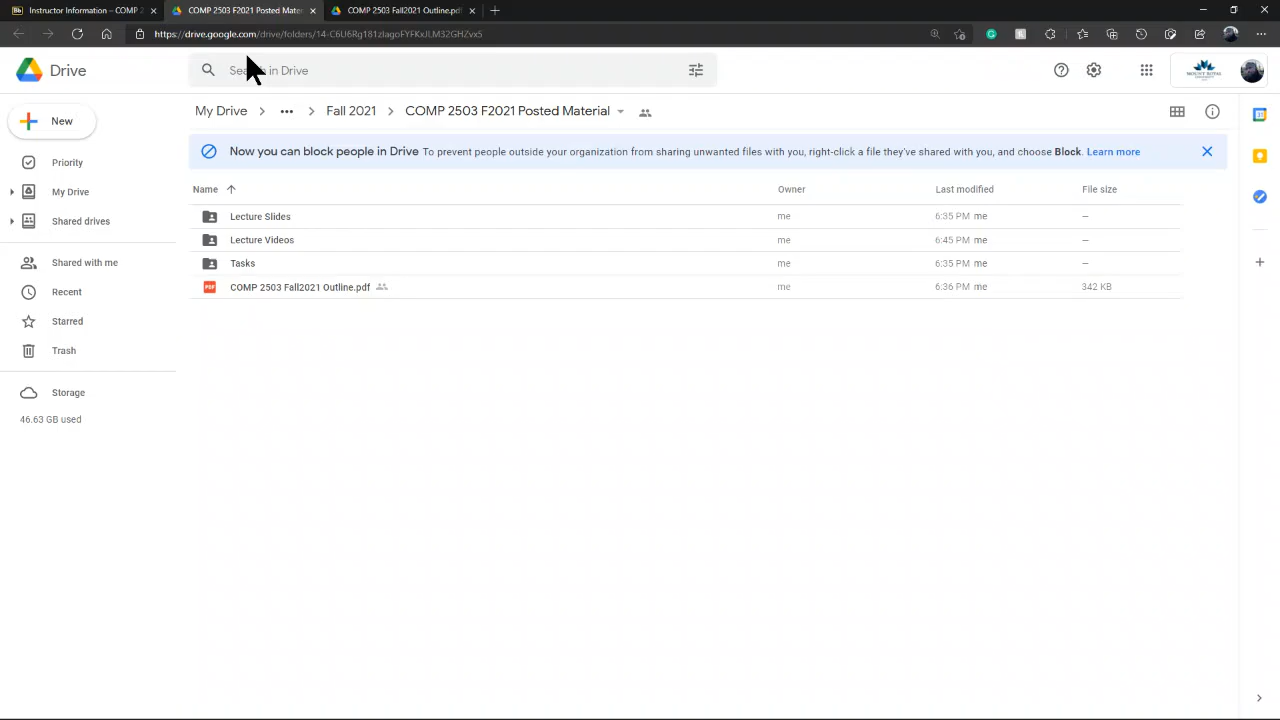 Instructor Information – COMP 2
COMP 2503 F2021 Posted Mater
COMP 2503 Fall2021 Outline.pdf
https://drive.google.com/drive/folders/14-C6U6Rg181zIagoFYFKxJLM32GHZvx5
Drive
Search in Drive
MOUNT ROYAL
New
My Drive
Fall 2021
COMP 2503 F2021 Posted Material
Now you can block people in Drive To prevent people outside your organization from sharing unwanted files with you, right-click a file they've shared with you, and choose Block. Learn more
Priority
My Drive
Shared drives
Shared with me
Recent
Starred
Trash
Storage
46.63 GB used
Name Owner Last modified File size
Lecture Slides me 6:35 PM me –
Lecture Videos me 6:45 PM me –
Tasks me 6:35 PM me –
PDF COMP 2503 Fall2021 Outline.pdf me 6:36 PM me 342 KB